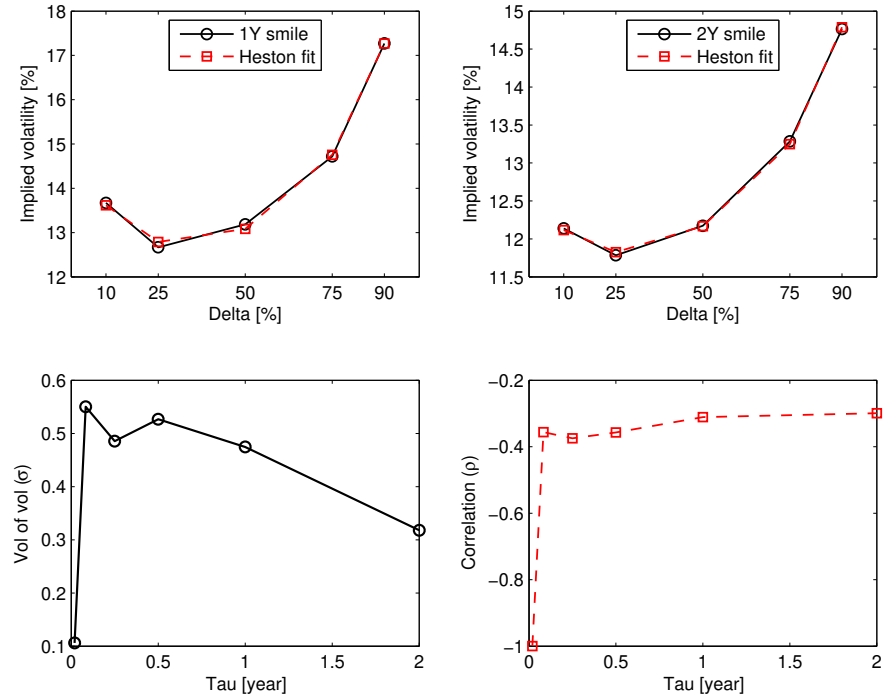 1Y smile
Heston fit
Implied volatility [%]
18
17
16
15
14
13
12
10 25 50 75 90
Delta [%]
2Y smile
Heston fit
Implied volatility [%]
15
14.5
14
13.5
13
12.5
12
11.5
10 25 50 75 90
Delta [%]
Vol of vol (σ)
0.6
0.5
0.4
0.3
0.2
0.1
0 0.5 1 1.5 2
Tau [year]
Correlation (ρ)
−0.2
−0.4
−0.6
−0.8
−1
0 0.5 1 1.5 2
Tau [year]